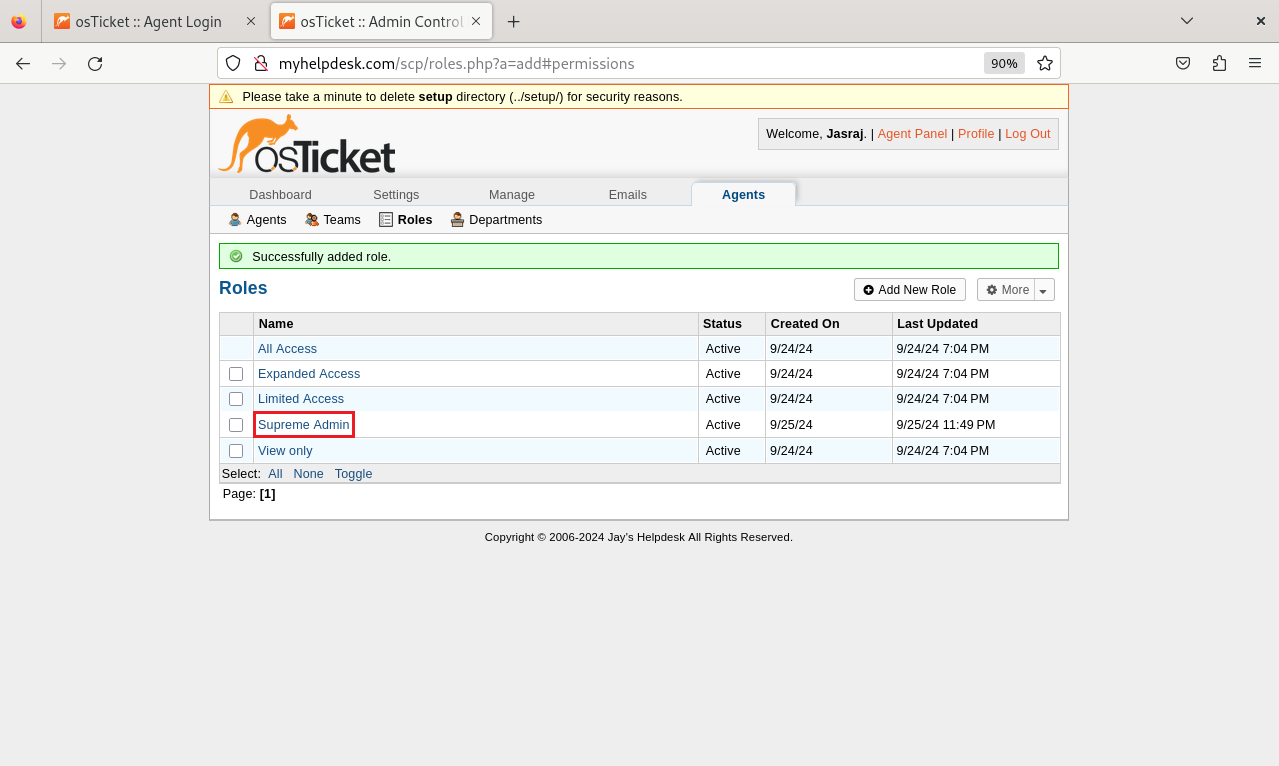 osTicket :: Agent Login
osTicket :: Admin Control
myhelpdesk.com/scp/roles.php?a=add#permissions
90%
Please take a minute to delete setup directory (../setup/) for security reasons.
osTicket
Welcome, Jasraj. | Agent Panel | Profile | Log Out
Dashboard Settings Manage Emails Agents
Agents Teams Roles Departments
Successfully added role.
Roles
Add New Role More
Name Status Created On Last Updated
All Access Active 9/24/24 9/24/24 7:04 PM
Expanded Access Active 9/24/24 9/24/24 7:04 PM
Limited Access Active 9/24/24 9/24/24 7:04 PM
Supreme Admin Active 9/25/24 9/25/24 11:49 PM
View only Active 9/24/24 9/24/24 7:04 PM
Select: All None Toggle
Page: [1]
Copyright © 2006-2024 Jay's Helpdesk All Rights Reserved.